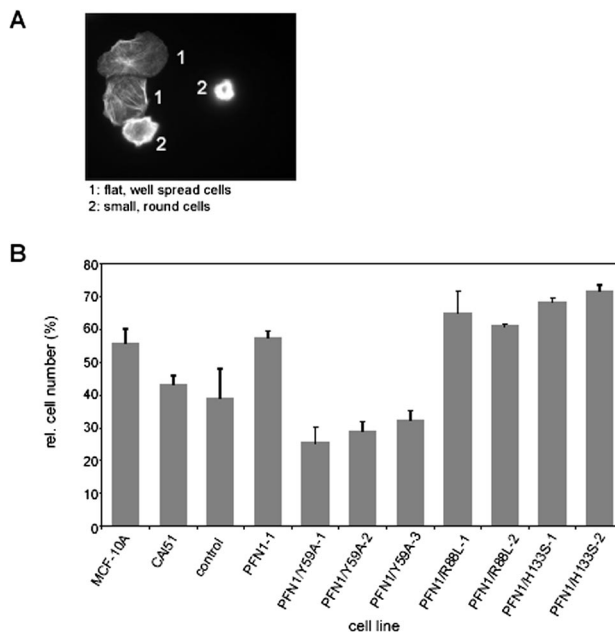 A
1
1
2
2
1: flat, well spread cells
2: small, round cells
B
rel. cell number (%)
80
70
60
50
40
30
20
10
0
MCF-10A
CAl51
control
PFN1-1
PFN1/Y59A-1
PFN1/Y59A-2
PFN1/Y59A-3
PFN1/R88L-1
PFN1/R88L-2
PFN1/H133S-1
PFN1/H133S-2
cell line